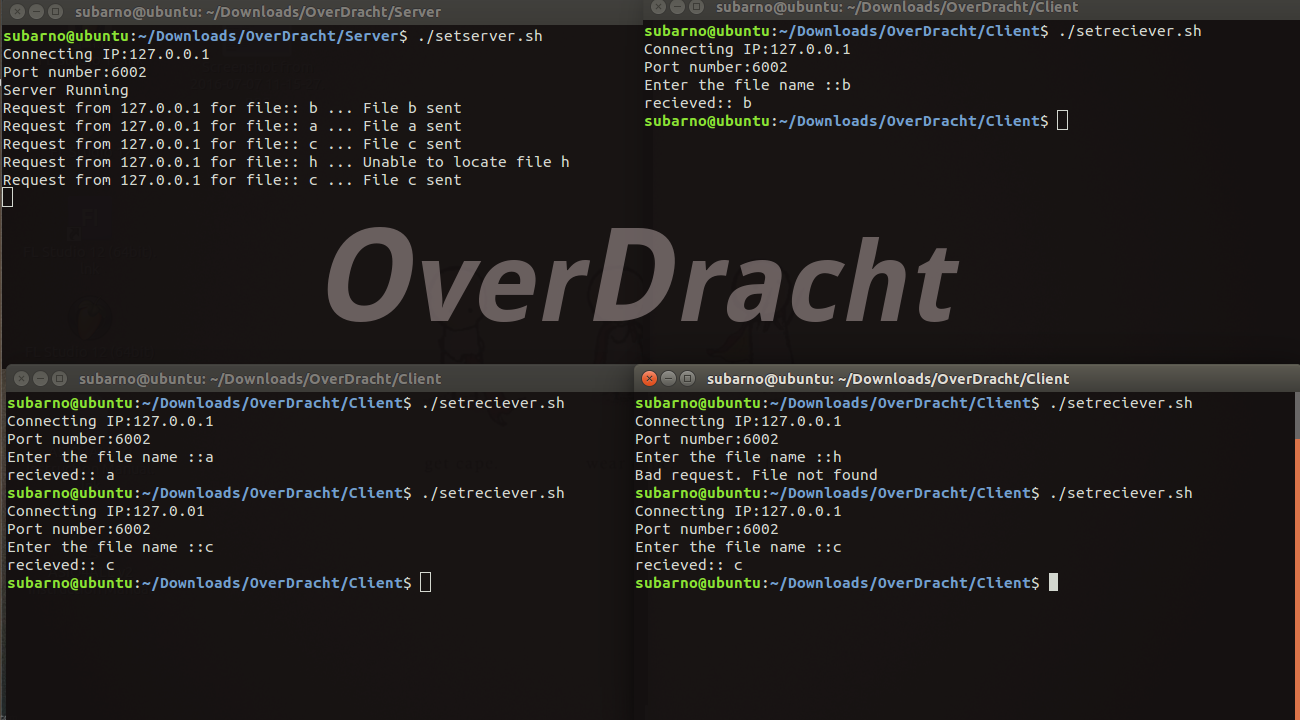 subarno@ubuntu: ~/Downloads/OverDracht/Server
subarno@ubuntu:~/Downloads/OverDracht/Server$ ./setserver.sh
Connecting IP:127.0.0.1
Port number:6002
Server Running
Request from 127.0.0.1 for file:: b ... File b sent
Request from 127.0.0.1 for file:: a ... File a sent
Request from 127.0.0.1 for file:: c ... File c sent
Request from 127.0.0.1 for file:: h ... Unable to locate file h
Request from 127.0.0.1 for file:: c ... File c sent
subarno@ubuntu: ~/Downloads/OverDracht/Client
subarno@ubuntu:~/Downloads/OverDracht/Client$ ./setreciever.sh
Connecting IP:127.0.0.1
Port number:6002
Enter the file name ::b
recieved:: b
subarno@ubuntu:~/Downloads/OverDracht/Client$
OverDracht
subarno@ubuntu: ~/Downloads/OverDracht/Client
subarno@ubuntu:~/Downloads/OverDracht/Client$ ./setreciever.sh
Connecting IP:127.0.0.1
Port number:6002
Enter the file name ::a
recieved:: a
subarno@ubuntu:~/Downloads/OverDracht/Client$ ./setreciever.sh
Connecting IP:127.0.01
Port number:6002
Enter the file name ::c
recieved:: c
subarno@ubuntu:~/Downloads/OverDracht/Client$
subarno@ubuntu: ~/Downloads/OverDracht/Client
subarno@ubuntu:~/Downloads/OverDracht/Client$ ./setreciever.sh
Connecting IP:127.0.0.1
Port number:6002
Enter the file name ::h
Bad request. File not found
subarno@ubuntu:~/Downloads/OverDracht/Client$ ./setreciever.sh
Connecting IP:127.0.0.1
Port number:6002
Enter the file name ::c
recieved:: c
subarno@ubuntu:~/Downloads/OverDracht/Client$